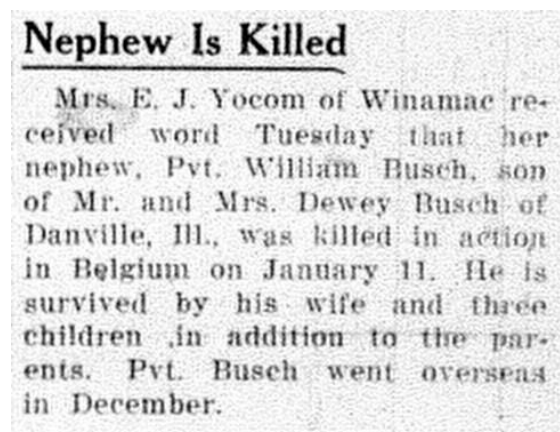 Nephew Is Killed
Mrs. E. J. Yocom of Winamac re-
ceived word Tuesday that her
nephew, Pvt. William Busch, son
of Mr. and Mrs. Dewey Busch of
Danville, Ill., was killed in action
in Belgium on January 11. He is
survived by his wife and three
children ,in addition to the par-
ents. Pvt. Busch went overseas
in December.